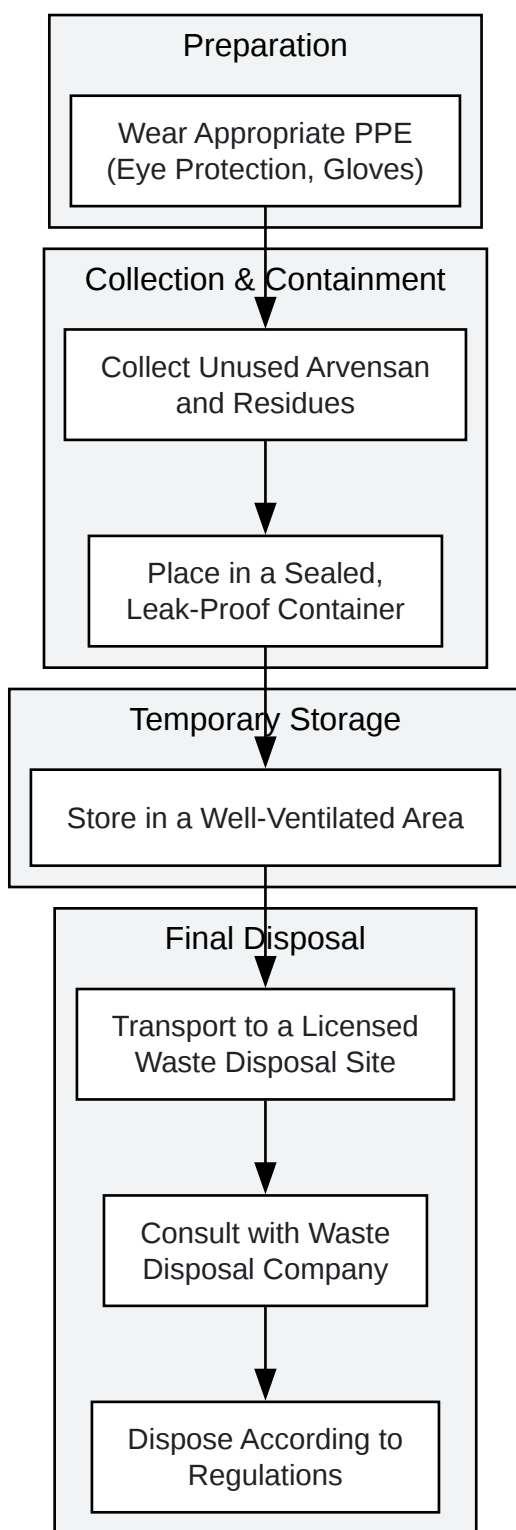 Preparation
Wear Appropriate PPE
(Eye Protection, Gloves)
Collection & Containment
Collect Unused Arvensan
and Residues
Place in a Sealed,
Leak-Proof Container
Temporary Storage
Store in a Well-Ventilated Area
Final Disposal
Transport to a Licensed
Waste Disposal Site
Consult with Waste
Disposal Company
Dispose According to
Regulations